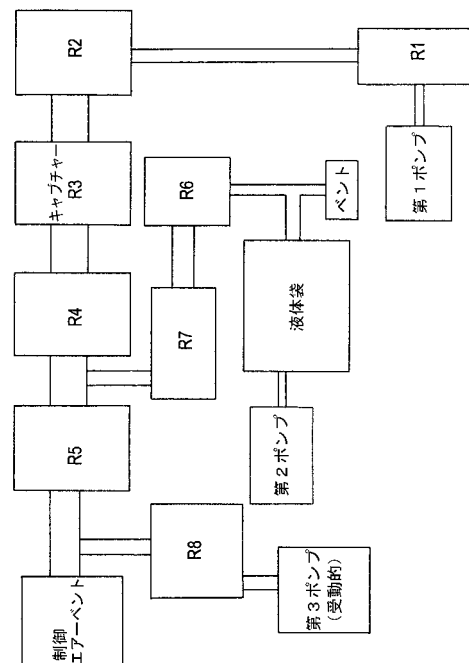 R2
R1
キャプチャー
R3
R6
第1ポンプ
ベント
R4
R7
液体袋
R5
第2ポンプ
R8
制御
エアーベント
第3ポンプ
(受動的)